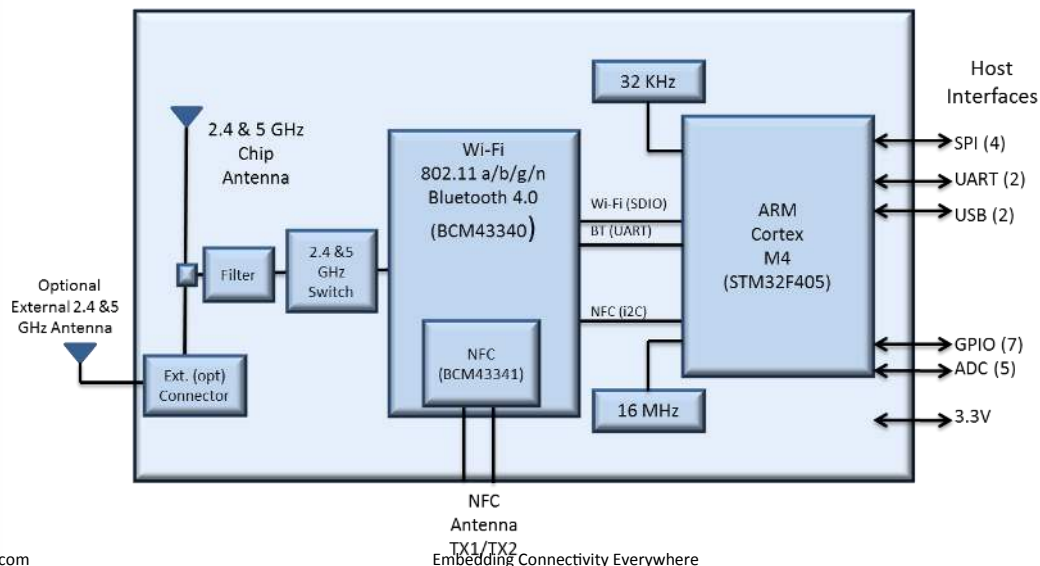 32 KHz
Host
Interfaces
2.4 & 5 GHz
Chip
Antenna
Wi-Fi
802.11 a/b/g/n
Bluetooth 4.0
(BCM43340)
Wi-Fi (SDIO)
BT (UART)
NFC (i2C)
ARM
Cortex
M4
(STM32F405)
SPI (4)
UART (2)
USB (2)
GPIO (7)
ADC (5)
3.3V
Filter
2.4 &5
GHz
Switch
Optional
External 2.4 &5
GHz Antenna
Ext. (opt)
Connector
NFC
(BCM43341)
16 MHz
NFC
Antenna
TX1/TX2
com
Embedding Connectivity Everywhere